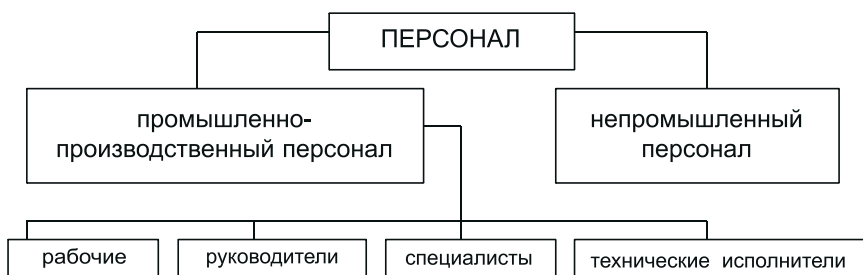 ПЕРСОНАЛ
промышленно-
производственный персонал
непромышленный
персонал
рабочие
руководители
специалисты
технические исполнители